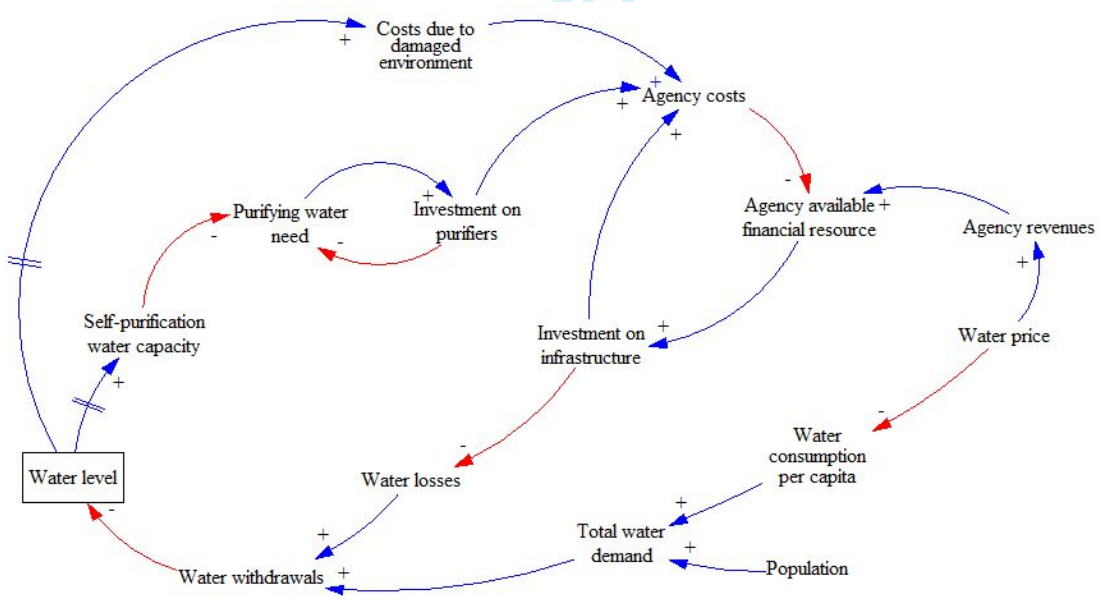 Costs due to
damaged
environment
+
+
Agency costs
+
+
Purifying water
need
-
+
-
Investment on
purifiers
-
Agency available
financial resource
+
Agency revenues
+
Self-purification
water capacity
+
Investment on
infrastructure
+
Water price
-
Water
consumption
per capita
-
Water level
-
Water losses
+
Total water
demand
+
+
Population
Water withdrawals
+